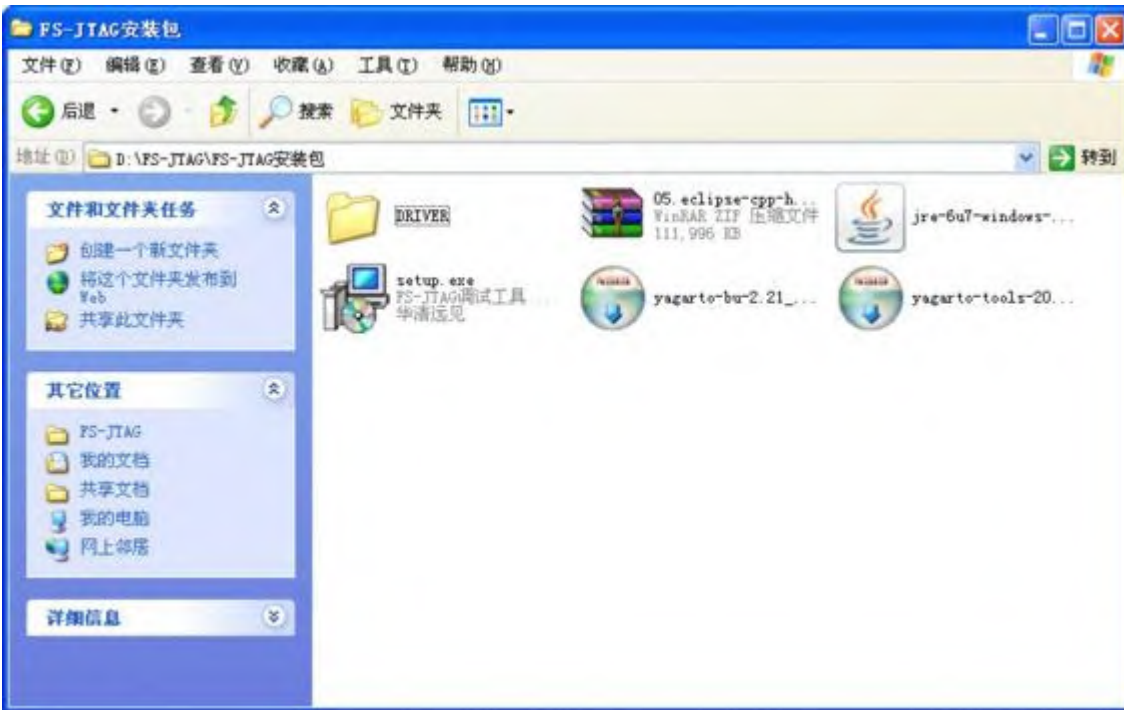 FS-JTAG安装包
文件(F) 编辑(E) 查看(V) 收藏(A) 工具(T) 帮助(H)
后退 搜索 文件夹
地址(D) D:\FS-JTAG\FS-JTAG安装包 转到
文件和文件夹任务
创建一个新文件夹
将这个文件夹发布到
Web
共享此文件夹
其它位置
FS-JTAG
我的文档
共享文档
我的电脑
网上邻居
详细信息
DRIVER
05.eclipse-cpp-h...
WinRAR ZIP 压缩文件
111,996 KB
jre-6u7-windows-...
setup.exe
FS-JTAG调试工具
华清远见
yagarto-bu-2.21_...
yagarto-tools-20...